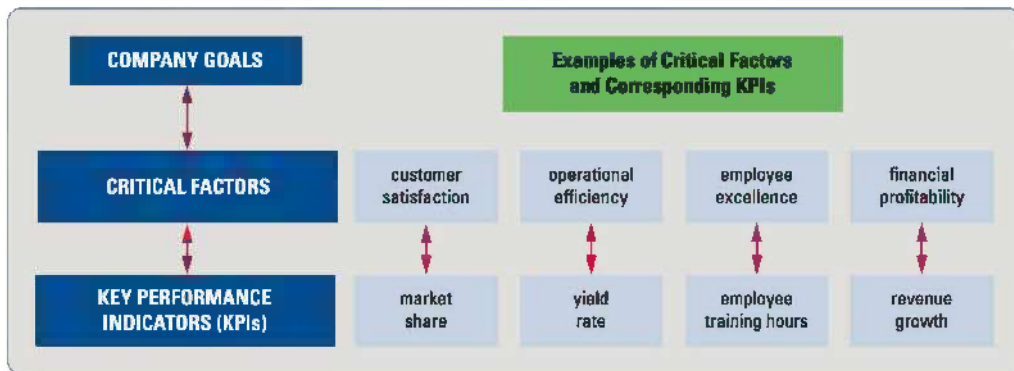 COMPANY GOALS
Examples of Critical Factors
and Corresponding KPIs
CRITICAL FACTORS
customer
satisfaction
operational
efficiency
employee
excellence
financial
profitability
KEY PERFORMANCE
INDICATORS (KPIs)
market
share
yield
rate
employee
training hours
revenue
growth